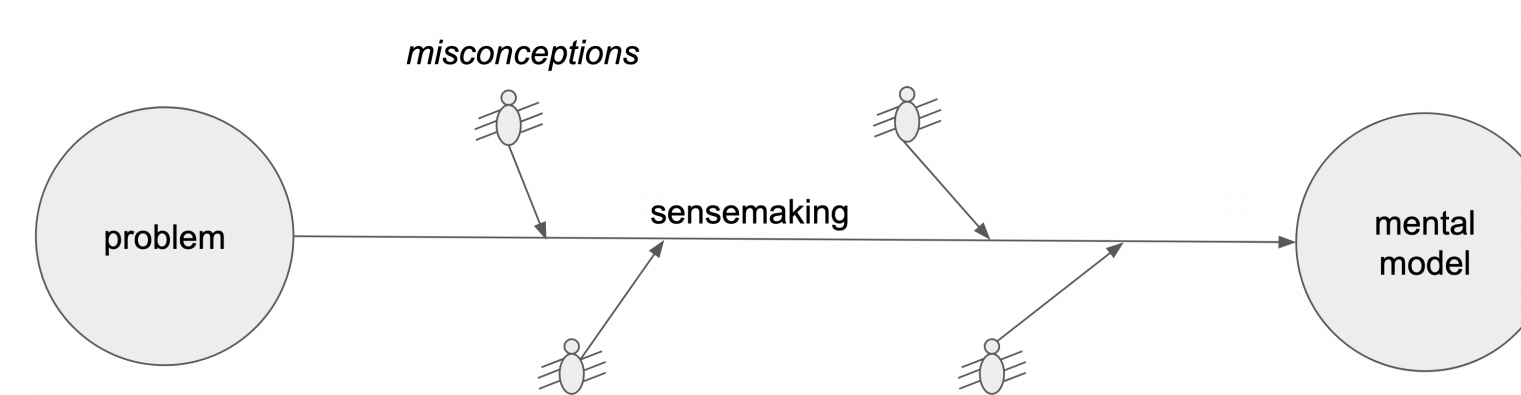 misconceptions
sensemaking
problem
mental
model